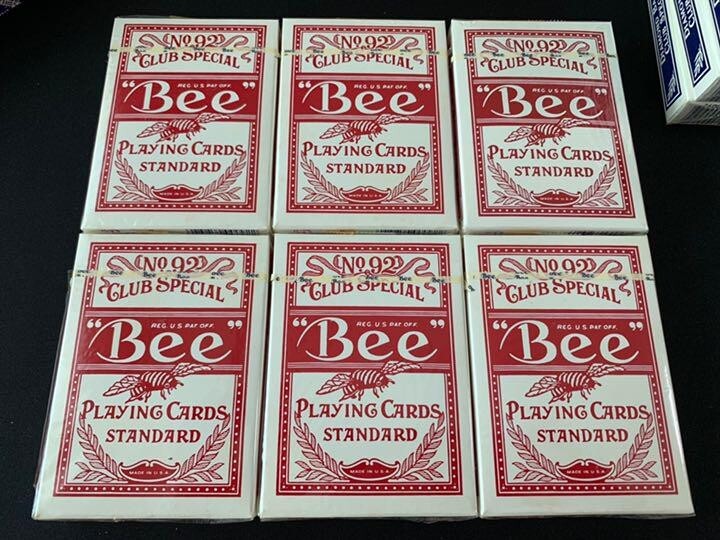 No. 92
CLUB SPECIAL
REG. U.S. PAT. OFF.
"Bee"
PLAYING CARDS
STANDARD
MADE IN U.S.A.
No. 92
CLUB SPECIAL
REG. U.S. PAT. OFF.
"Bee"
PLAYING CARDS
STANDARD
MADE IN U.S.A.
No. 92
CLUB SPECIAL
REG. U.S. PAT. OFF.
"Bee"
PLAYING CARDS
STANDARD
MADE IN U.S.A.
No. 92
CLUB SPECIAL
REG. U.S. PAT. OFF.
"Bee"
PLAYING CARDS
STANDARD
MADE IN U.S.A.
No. 92
CLUB SPECIAL
REG. U.S. PAT. OFF.
"Bee"
PLAYING CARDS
STANDARD
MADE IN U.S.A.
No. 92
CLUB SPECIAL
REG. U.S. PAT. OFF.
"Bee"
PLAYING CARDS
STANDARD
MADE IN U.S.A.